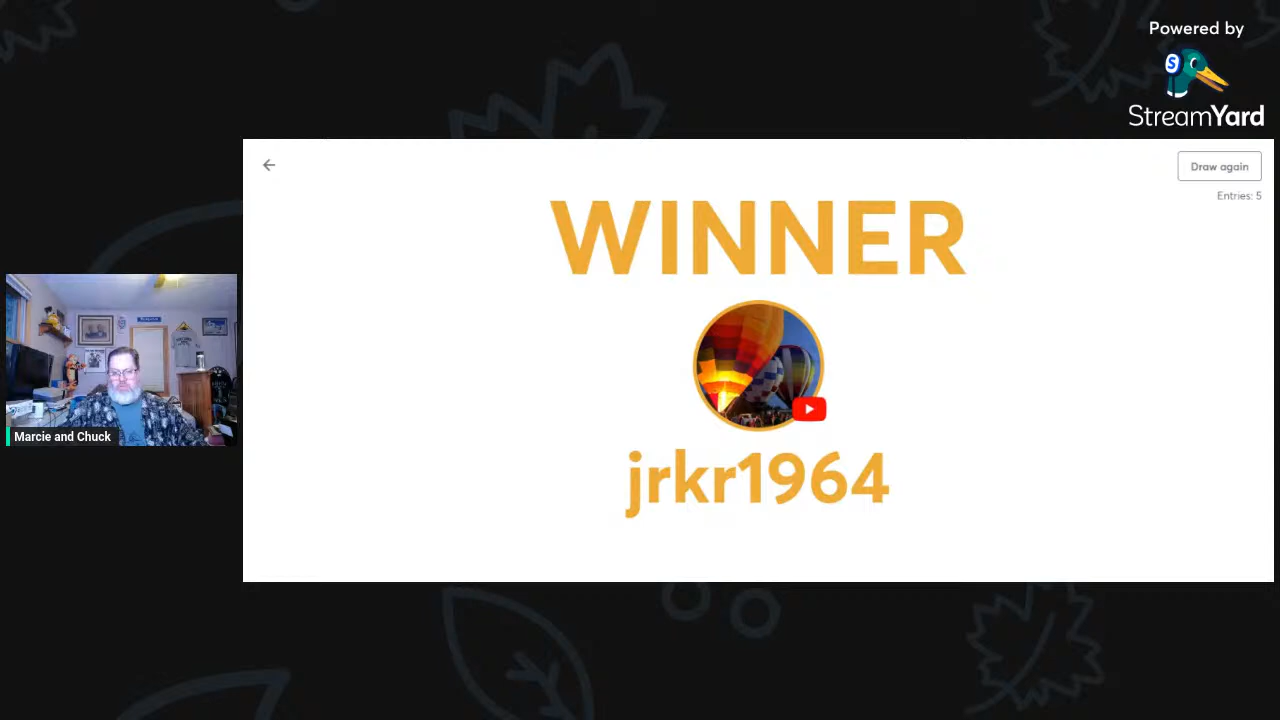 Powered by
StreamYard
Draw again
Entries: 5
WINNER
jrkr1964
Marcie and Chuck